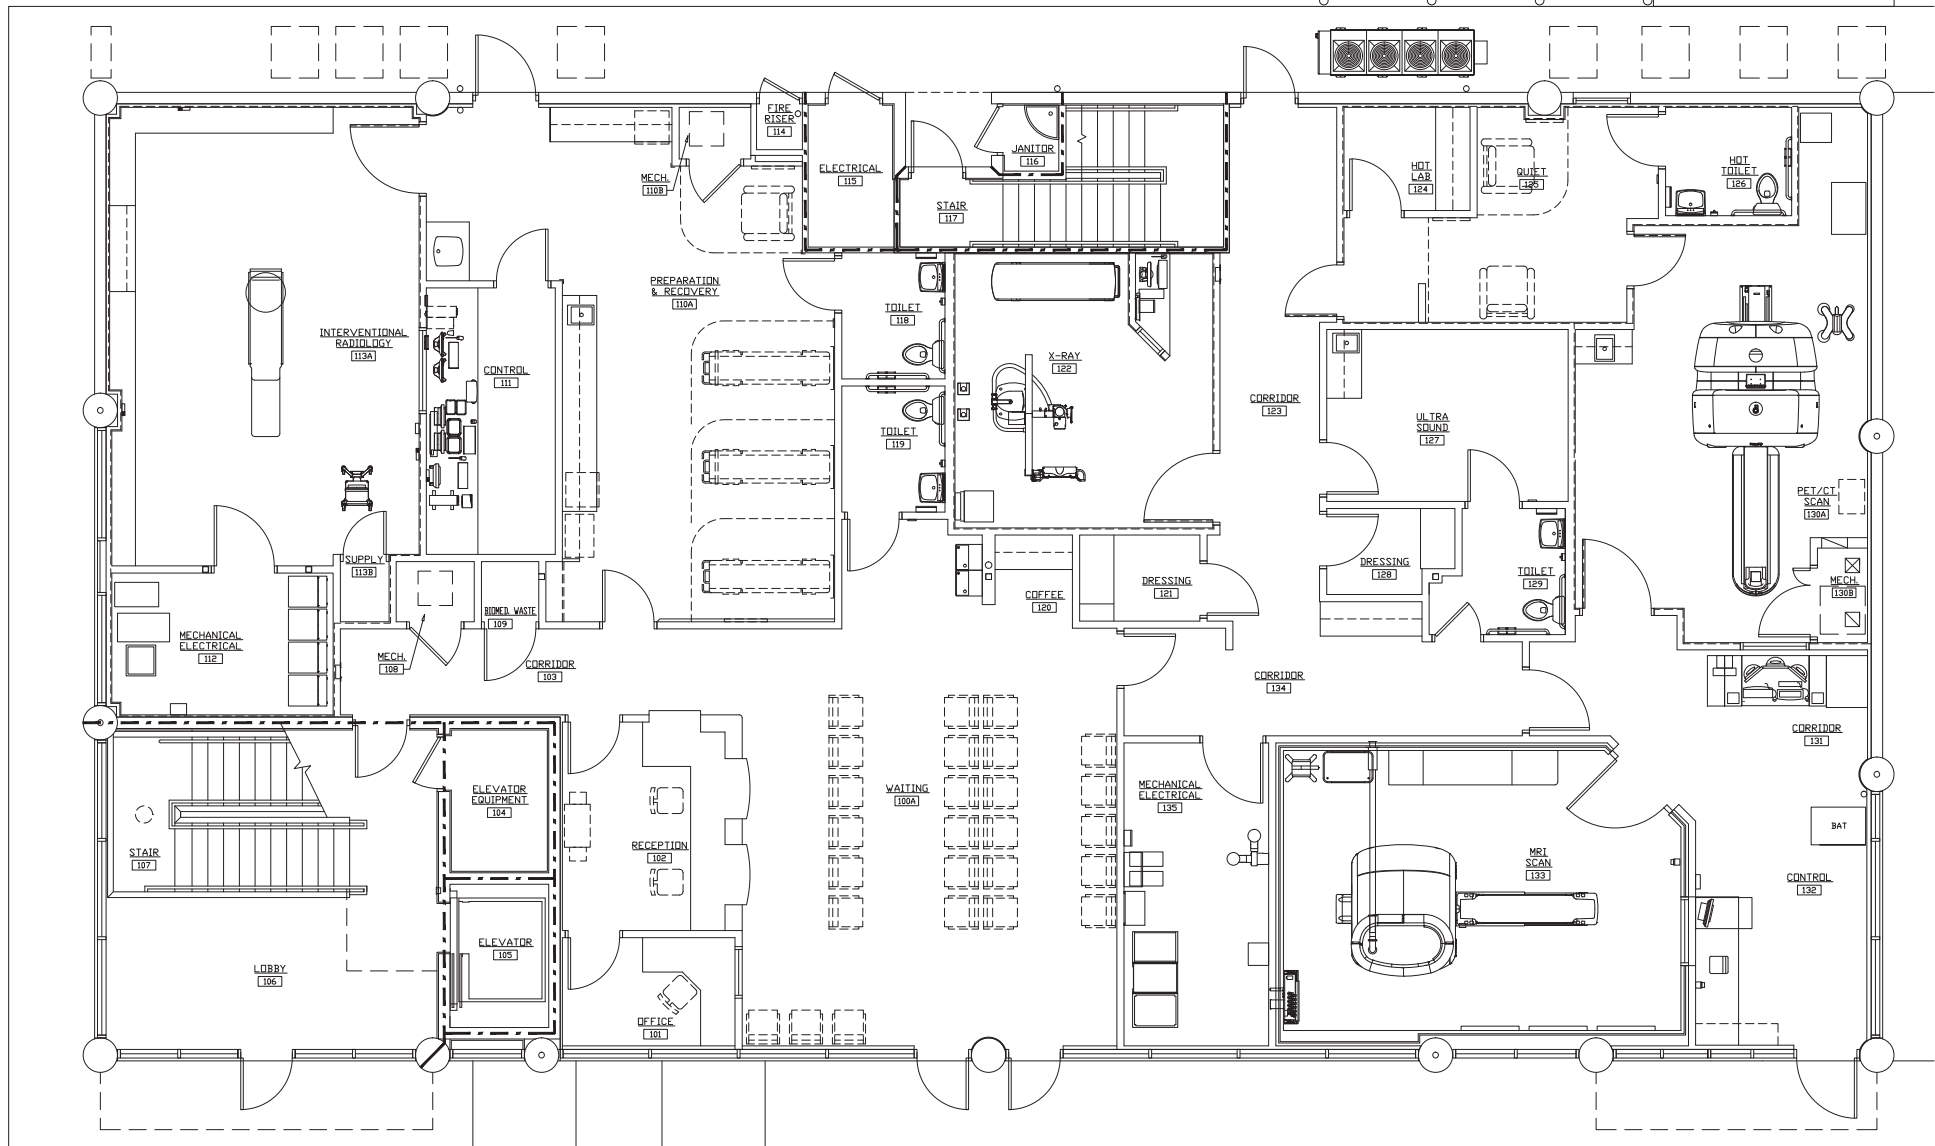 FIRE
RISER
114
ELECTRICAL
115
JANITOR
116
MECH.
110B
STAIR
117
HOT
LAB
124
QUIET
125
HOT
TOILET
126
PREPARATION
& RECOVERY
110A
TOILET
118
INTERVENTIONAL
RADIOLOGY
113A
CONTROL
111
X-RAY
122
CORRIDOR
123
ULTRA
SOUND
127
TOILET
119
PET/CT
SCAN
130A
SUPPLY
113B
DRESSING
128
TOILET
129
MECH.
130B
DRESSING
121
COFFEE
120
BIOMED. WASTE
109
MECHANICAL
ELECTRICAL
112
MECH.
108
CORRIDOR
103
CORRIDOR
134
CORRIDOR
131
ELEVATOR
EQUIPMENT
104
WAITING
100A
MECHANICAL
ELECTRICAL
135
BAT
STAIR
107
RECEPTION
102
MRI
SCAN
133
CONTROL
132
ELEVATOR
105
LOBBY
106
OFFICE
101